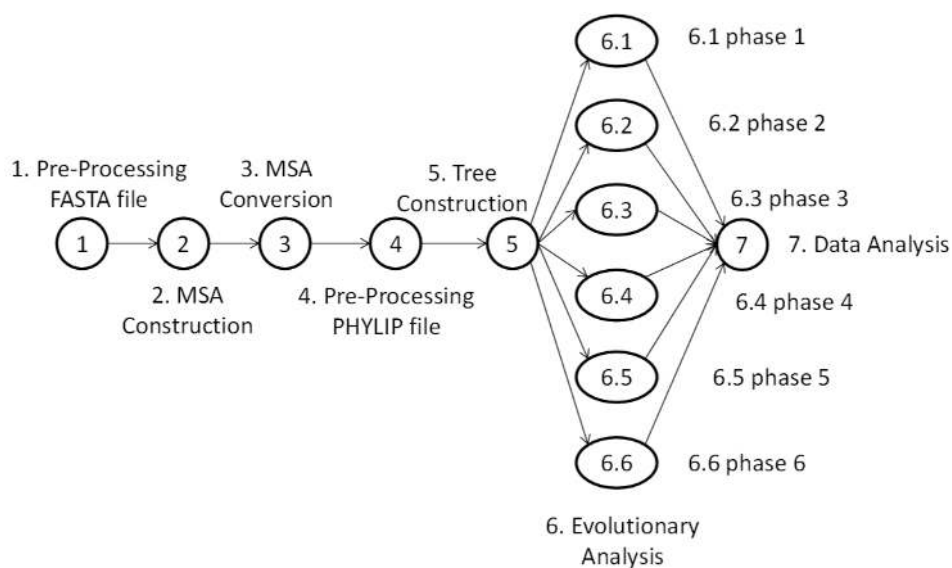 6.1
6.1 phase 1
6.2
6.2 phase 2
1. Pre-Processing
FASTA file
3. MSA
Conversion
5. Tree
Construction
6.3
6.3 phase 3
1
2
3
4
5
7
7. Data Analysis
2. MSA
Construction
4. Pre-Processing
PHYLIP file
6.4
6.4 phase 4
6.5
6.5 phase 5
6.6
6.6 phase 6
6. Evolutionary
Analysis